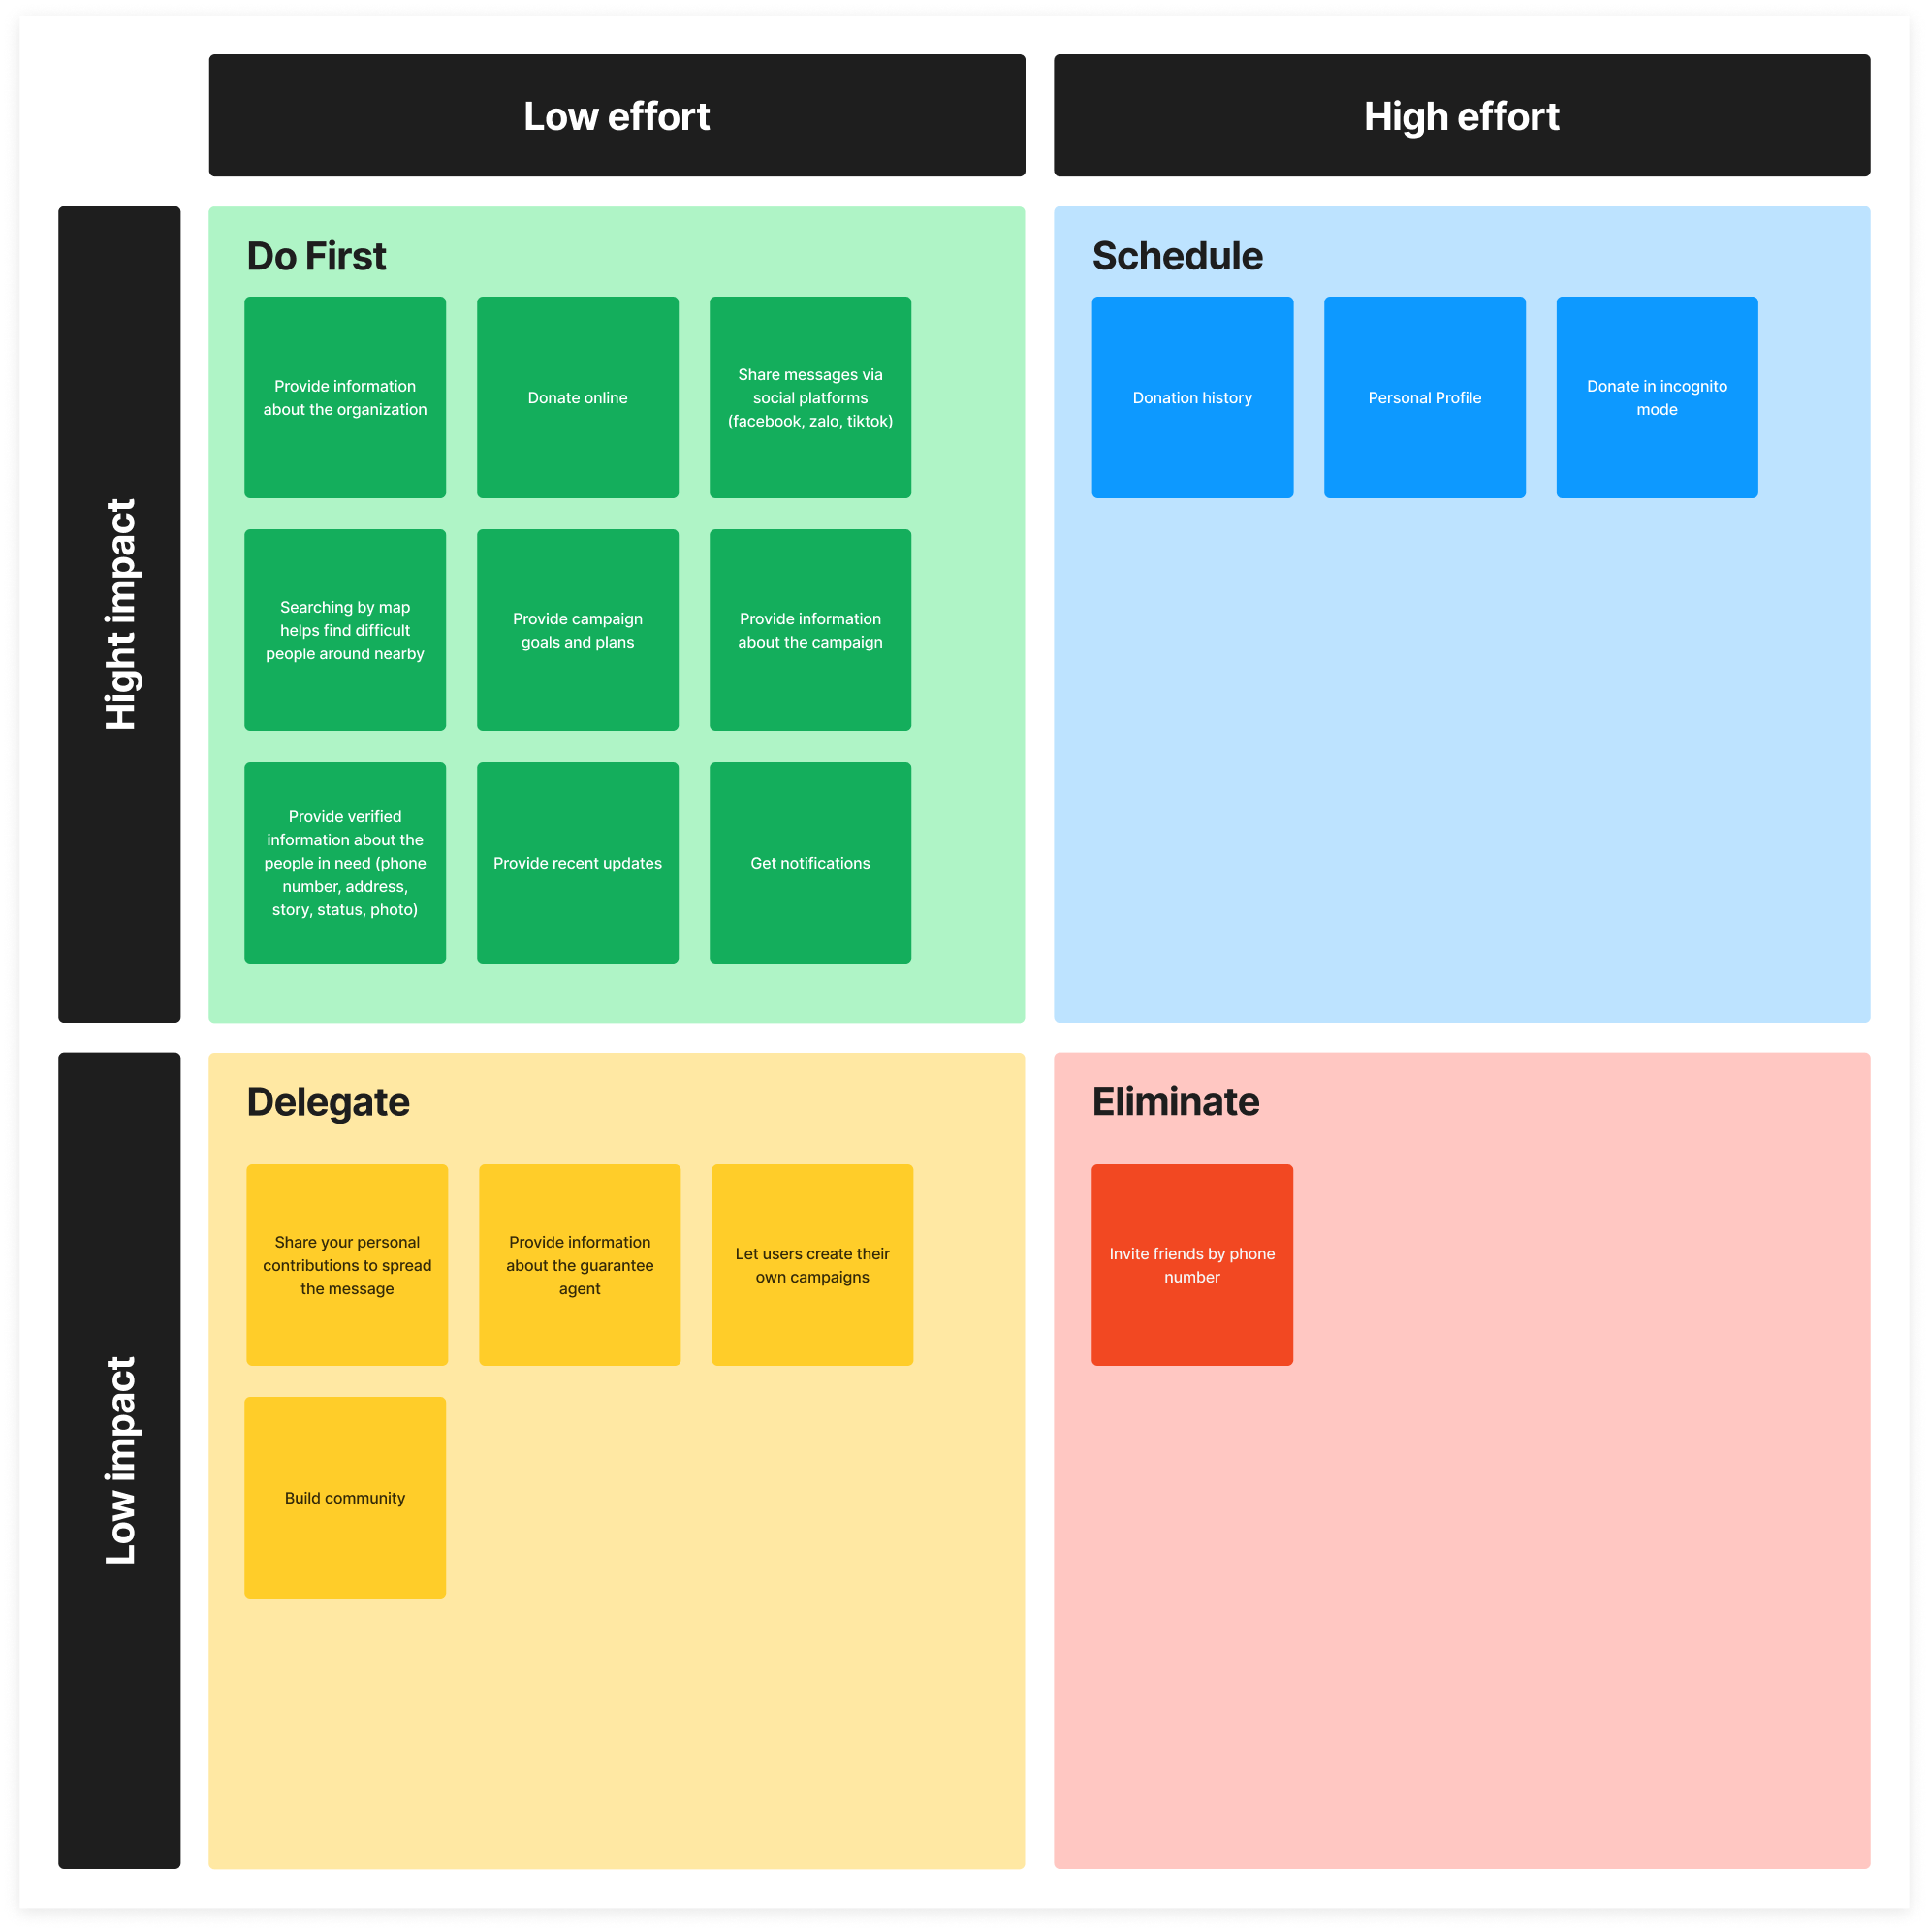 Low effort
High effort
Hight impact
Do First
Provide information
about the organization
Donate online
Share messages via
social platforms
(facebook, zalo, tiktok)
Searching by map
helps find difficult
people around nearby
Provide campaign
goals and plans
Provide information
about the campaign
Provide verified
information about the
people in need (phone
number, address,
story, status, photo)
Provide recent updates
Get notifications
Schedule
Donation history
Personal Profile
Donate in incognito
mode
Low impact
Delegate
Share your personal
contributions to spread
the message
Provide information
about the guarantee
agent
Let users create their
own campaigns
Build community
Eliminate
Invite friends by phone
number